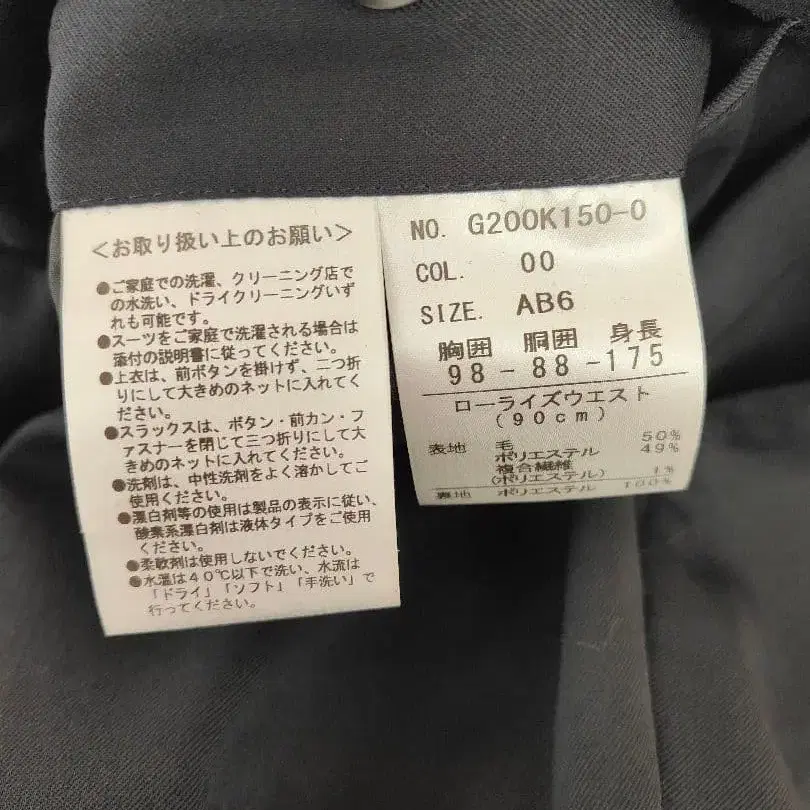 ＜お取り扱い上のお願い＞
●ご家庭での洗濯、クリーニング店で
の水洗い、ドライクリーニングいず
れも可能です。
●スーツをご家庭で洗濯される場合は
添付の説明書に従ってください。
●上衣は、前ボタンを掛けず、二つ折
りにして大きめのネットに入れてく
ださい。
●スラックスは、ボタン・前カン・フ
ァスナーを閉じて三つ折りにして大
きめのネットに入れてください。
●洗剤は、中性洗剤をよく溶かしてご
使用ください。
●漂白剤等の使用は製品の表示に従い、
酸素系漂白剤は液体タイプをご使用
ください。
●柔軟剤は使用しないでください。
●水温は40℃以下で洗い、水流は
「ドライ」「ソフト」「手洗い」で
行ってください。
NO. G200K150-0
COL. 00
SIZE. AB6
胸囲 胴囲 身長
98-88-175
ローライズウエスト
(90cm)
表地 毛 50%
ポリエステル 49%
複合繊維
(ポリエステル) 1%
裏地 ポリエステル 100%